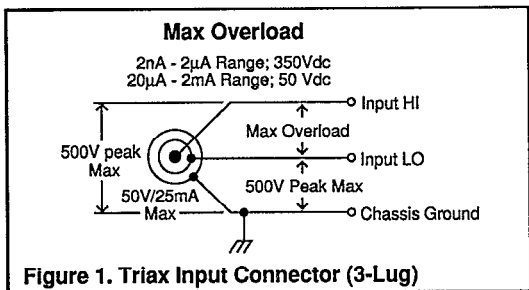 Max Overload
2nA - 2µA Range; 350Vdc
20µA - 2mA Range; 50 Vdc
Input HI
Max Overload
500V peak
Max
Input LO
50V/25mA
Max
500V Peak Max
Chassis Ground
Figure 1. Triax Input Connector (3-Lug)